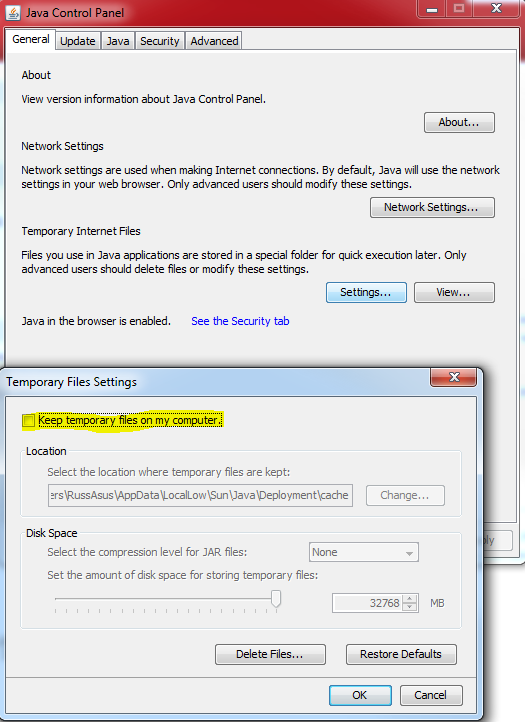 Java Control Panel
General Update Java Security Advanced
About
View version information about Java Control Panel.
About...
Network Settings
Network settings are used when making Internet connections. By default, Java will use the network
settings in your web browser. Only advanced users should modify these settings.
Network Settings...
Temporary Internet Files
Files you use in Java applications are stored in a special folder for quick execution later. Only
advanced users should delete files or modify these settings.
Settings... View...
Java in the browser is enabled. See the Security tab
Temporary Files Settings
Keep temporary files on my computer.
Location
Select the location where temporary files are kept:
ers\RussAsus\AppData\LocalLow\Sun\Java\Deployment\cache Change...
Disk Space
Select the compression level for JAR files: None
Set the amount of disk space for storing temporary files:
32768 MB
Delete Files... Restore Defaults
OK Cancel